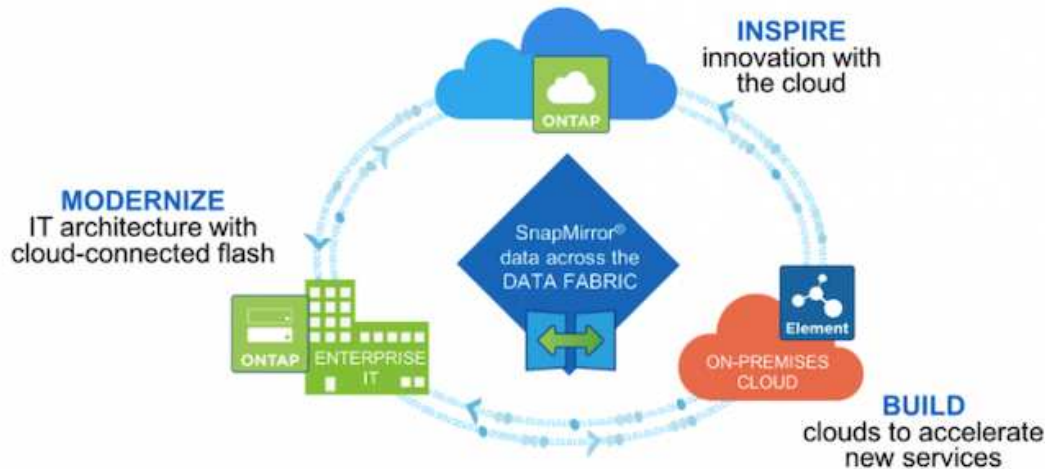 INSPIRE
innovation with
the cloud
ONTAP
MODERNIZE
IT architecture with
cloud-connected flash
SnapMirror®
data across the
DATA FABRIC
ONTAP
ENTERPRISE
IT
Element
ON-PREMISES
CLOUD
BUILD
clouds to accelerate
new services